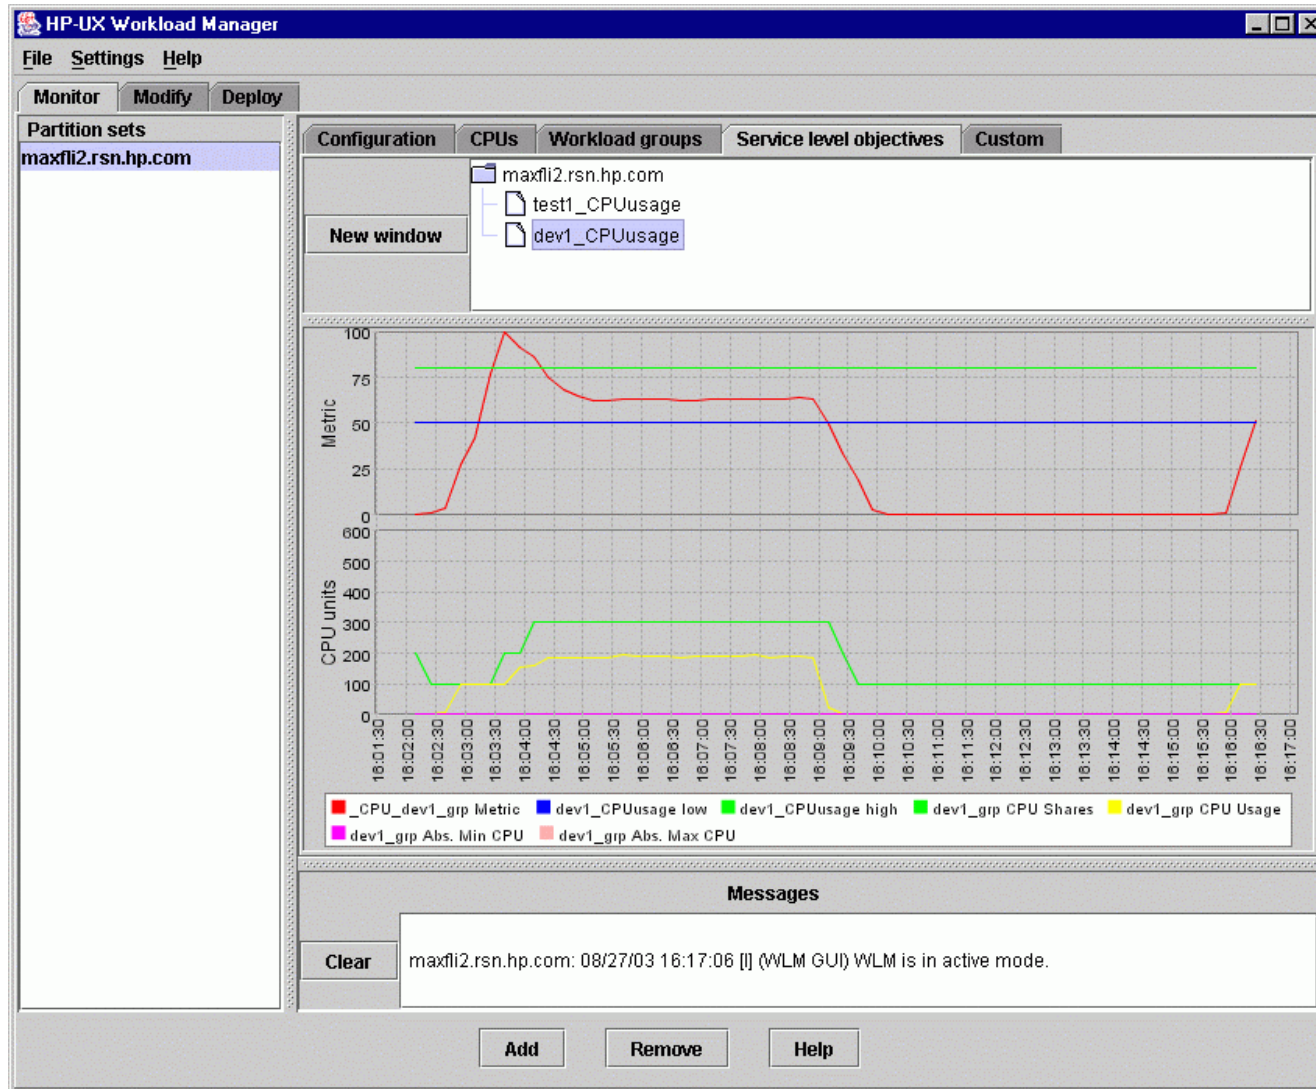 HP-UX Workload Manager
File Settings Help
Monitor Modify Deploy
Partition sets
maxfli2.rsn.hp.com
Configuration CPUs Workload groups Service level objectives Custom
New window
maxfli2.rsn.hp.com
test1_CPUusage
dev1_CPUusage
Metric
100
75
50
25
0
CPU units
600
500
400
300
200
100
0
16:01:30 16:02:00 16:02:30 16:03:00 16:03:30 16:04:00 16:04:30 16:05:00 16:05:30 16:06:00 16:06:30 16:07:00 16:07:30 16:08:00 16:08:30 16:09:00 16:09:30 16:10:00 16:10:30 16:11:00 16:11:30 16:12:00 16:12:30 16:13:00 16:13:30 16:14:00 16:14:30 16:15:00 16:15:30 16:16:00 16:16:30 16:17:00
_CPU_dev1_grp Metric dev1_CPUusage low dev1_CPUusage high dev1_grp CPU Shares dev1_grp CPU Usage
dev1_grp Abs. Min CPU dev1_grp Abs. Max CPU
Messages
Clear
maxfli2.rsn.hp.com: 08/27/03 16:17:06 [I] (WLM GUI) WLM is in active mode.
Add Remove Help